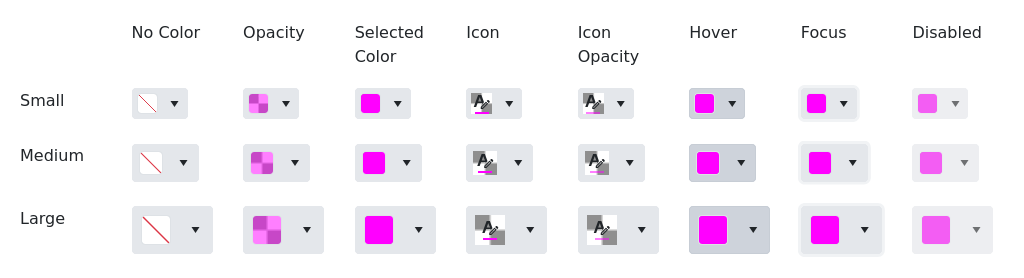 No Color
Opacity
Selected
Color
Icon
Icon
Opacity
Hover
Focus
Disabled
Small
A A
Medium
A A
Large
A A